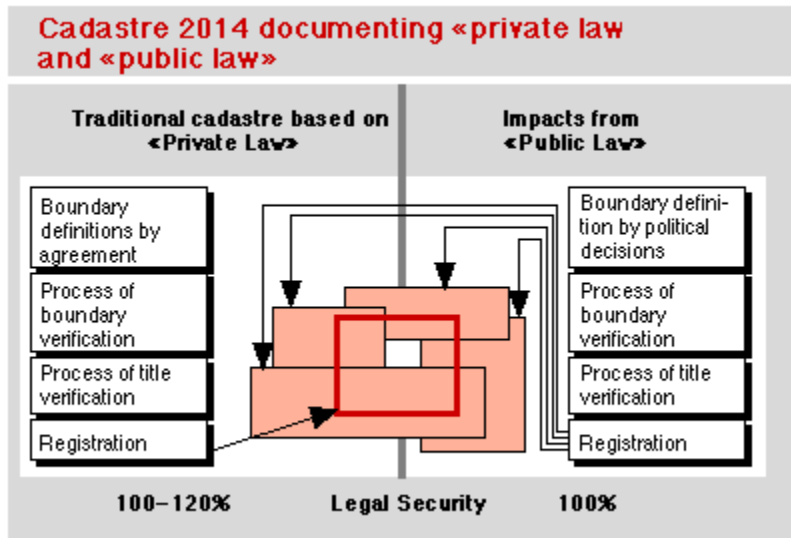 Cadastre 2014 documenting «private law
and «public law»
Traditional cadastre based on
«Private Law»
Impacts from
«Public Law»
Boundary
definitions by
agreement
Process of
boundary
verification
Process of title
verification
Registration
Boundary defini-
tion by political
decisions
Process of
boundary
verification
Process of title
verification
Registration
100–120%
Legal Security
100%